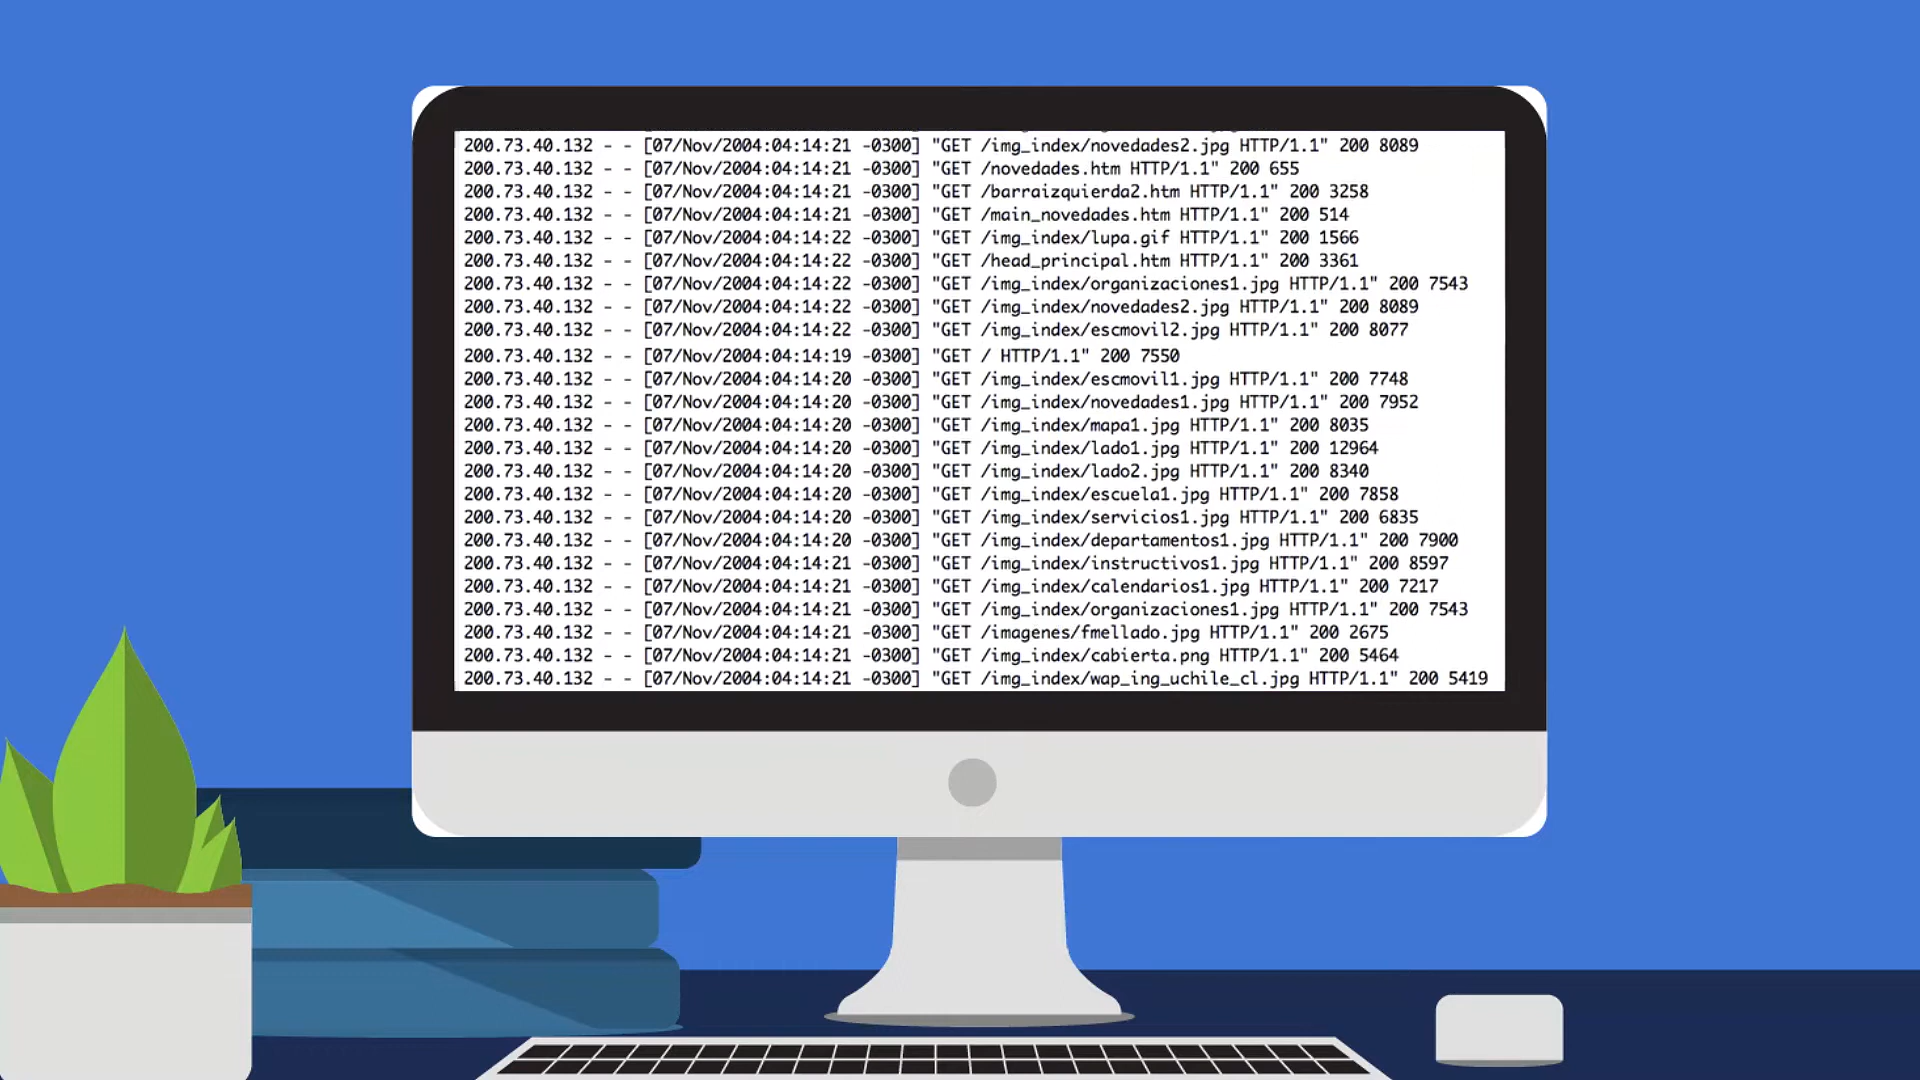 200.73.40.132 - - [07/Nov/2004:04:14:21 -0300] "GET /img_index/novedades2.jpg HTTP/1.1" 200 8089
200.73.40.132 - - [07/Nov/2004:04:14:21 -0300] "GET /novedades.htm HTTP/1.1" 200 655
200.73.40.132 - - [07/Nov/2004:04:14:21 -0300] "GET /barraizquierda2.htm HTTP/1.1" 200 3258
200.73.40.132 - - [07/Nov/2004:04:14:21 -0300] "GET /main_novedades.htm HTTP/1.1" 200 514
200.73.40.132 - - [07/Nov/2004:04:14:22 -0300] "GET /img_index/lupa.gif HTTP/1.1" 200 1566
200.73.40.132 - - [07/Nov/2004:04:14:22 -0300] "GET /head_principal.htm HTTP/1.1" 200 3361
200.73.40.132 - - [07/Nov/2004:04:14:22 -0300] "GET /img_index/organizaciones1.jpg HTTP/1.1" 200 7543
200.73.40.132 - - [07/Nov/2004:04:14:22 -0300] "GET /img_index/novedades2.jpg HTTP/1.1" 200 8089
200.73.40.132 - - [07/Nov/2004:04:14:22 -0300] "GET /img_index/escmovil2.jpg HTTP/1.1" 200 8077
200.73.40.132 - - [07/Nov/2004:04:14:19 -0300] "GET / HTTP/1.1" 200 7550
200.73.40.132 - - [07/Nov/2004:04:14:20 -0300] "GET /img_index/escmovil1.jpg HTTP/1.1" 200 7748
200.73.40.132 - - [07/Nov/2004:04:14:20 -0300] "GET /img_index/novedades1.jpg HTTP/1.1" 200 7952
200.73.40.132 - - [07/Nov/2004:04:14:20 -0300] "GET /img_index/mapa1.jpg HTTP/1.1" 200 8035
200.73.40.132 - - [07/Nov/2004:04:14:20 -0300] "GET /img_index/lado1.jpg HTTP/1.1" 200 12964
200.73.40.132 - - [07/Nov/2004:04:14:20 -0300] "GET /img_index/lado2.jpg HTTP/1.1" 200 8340
200.73.40.132 - - [07/Nov/2004:04:14:20 -0300] "GET /img_index/escuela1.jpg HTTP/1.1" 200 7858
200.73.40.132 - - [07/Nov/2004:04:14:20 -0300] "GET /img_index/servicios1.jpg HTTP/1.1" 200 6835
200.73.40.132 - - [07/Nov/2004:04:14:20 -0300] "GET /img_index/departamentos1.jpg HTTP/1.1" 200 7900
200.73.40.132 - - [07/Nov/2004:04:14:21 -0300] "GET /img_index/instructivos1.jpg HTTP/1.1" 200 8597
200.73.40.132 - - [07/Nov/2004:04:14:21 -0300] "GET /img_index/calendarios1.jpg HTTP/1.1" 200 7217
200.73.40.132 - - [07/Nov/2004:04:14:21 -0300] "GET /img_index/organizaciones1.jpg HTTP/1.1" 200 7543
200.73.40.132 - - [07/Nov/2004:04:14:21 -0300] "GET /imagenes/fmellado.jpg HTTP/1.1" 200 2675
200.73.40.132 - - [07/Nov/2004:04:14:21 -0300] "GET /img_index/cabierta.png HTTP/1.1" 200 5464
200.73.40.132 - - [07/Nov/2004:04:14:21 -0300] "GET /img_index/wap_ing_uchile_cl.jpg HTTP/1.1" 200 5419